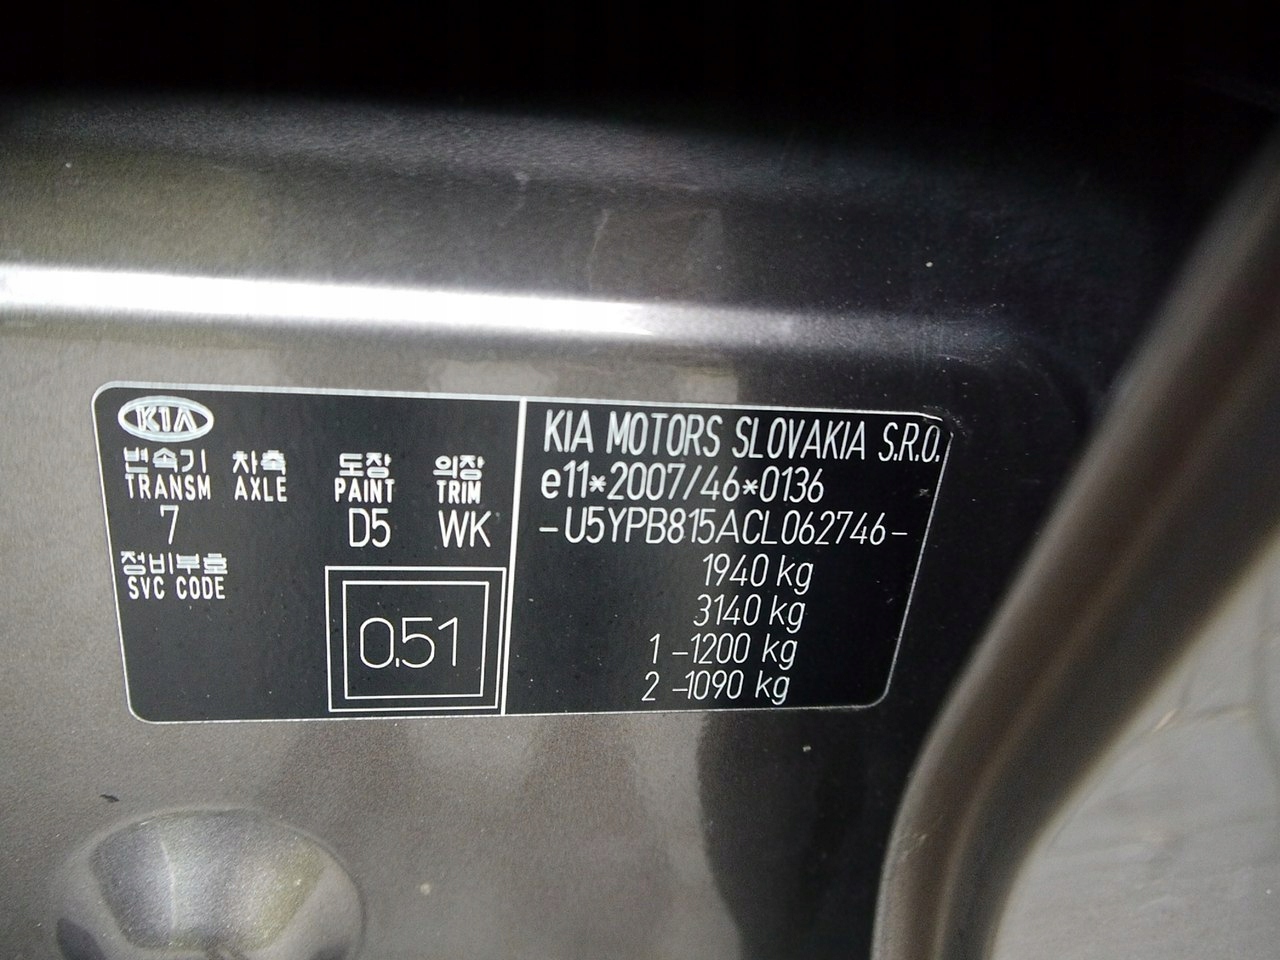 KIA
변속기 차축 도장 의장
TRANSM AXLE PAINT TRIM
7 D5 WK
정비부호
SVC CODE
0.51
KIA MOTORS SLOVAKIA S.R.O.
e11*2007/46*0136
-U5YPB815ACL062746-
1940 kg
3140 kg
1 -1200 kg
2 -1090 kg